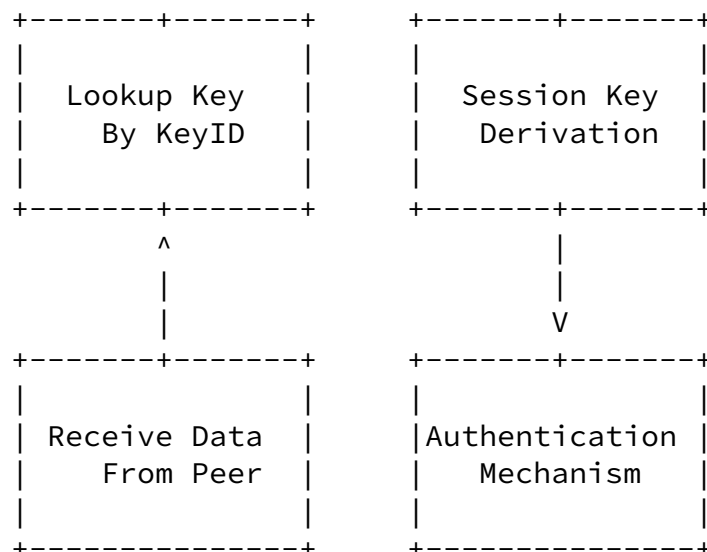 Lookup Key
By KeyID
Session Key
Derivation
Receive Data
From Peer
Authentication
Mechanism